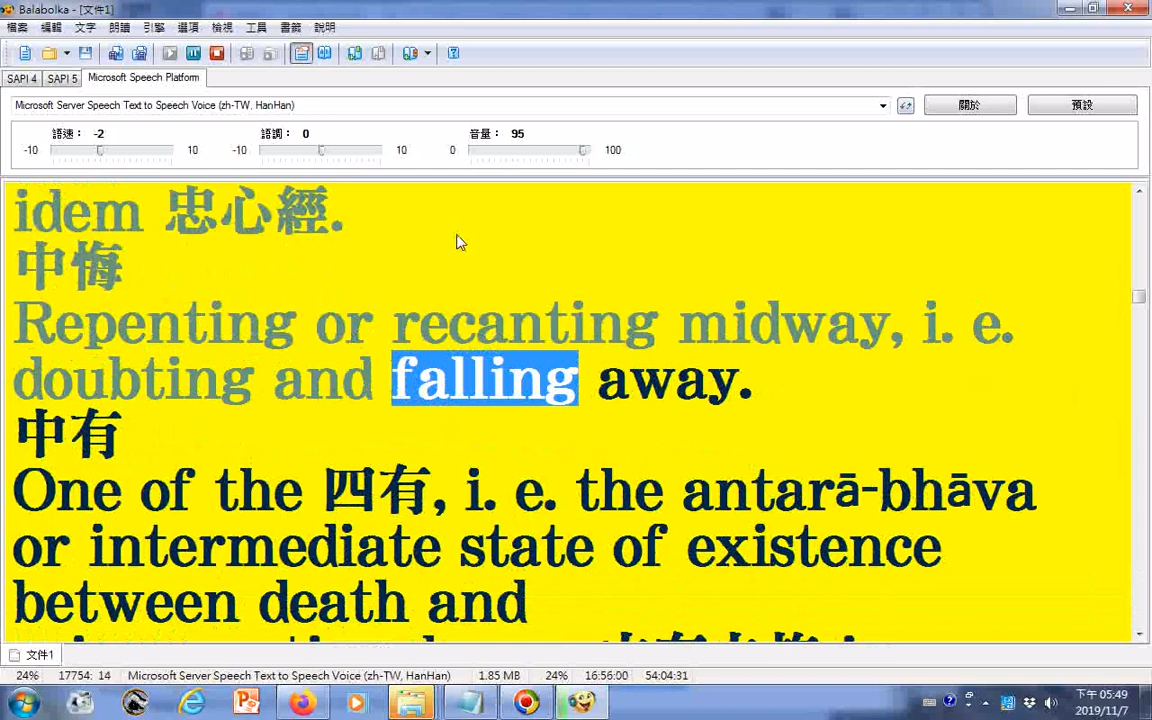 Balabolka - [文件1]
檔案 編輯 文字 朗讀 引擎 選項 檢視 工具 書籤 說明
SAPI 4 SAPI 5 Microsoft Speech Platform
Microsoft Server Speech Text to Speech Voice (zh-TW, HanHan) 關於 預設
語速： -2 語調： 0 音量： 95
-10 10 -10 10 0 100
idem 忠心經.
中悔
Repenting or recanting midway, i. e.
doubting and falling away.
中有
One of the 四有, i. e. the antarā-bhāva
or intermediate state of existence
between death and
文件1
24% 17754: 14 Microsoft Server Speech Text to Speech Voice (zh-TW, HanHan) 1.85 MB 24% 16:56:00 54:04:31
下午 05:49
2019/11/7